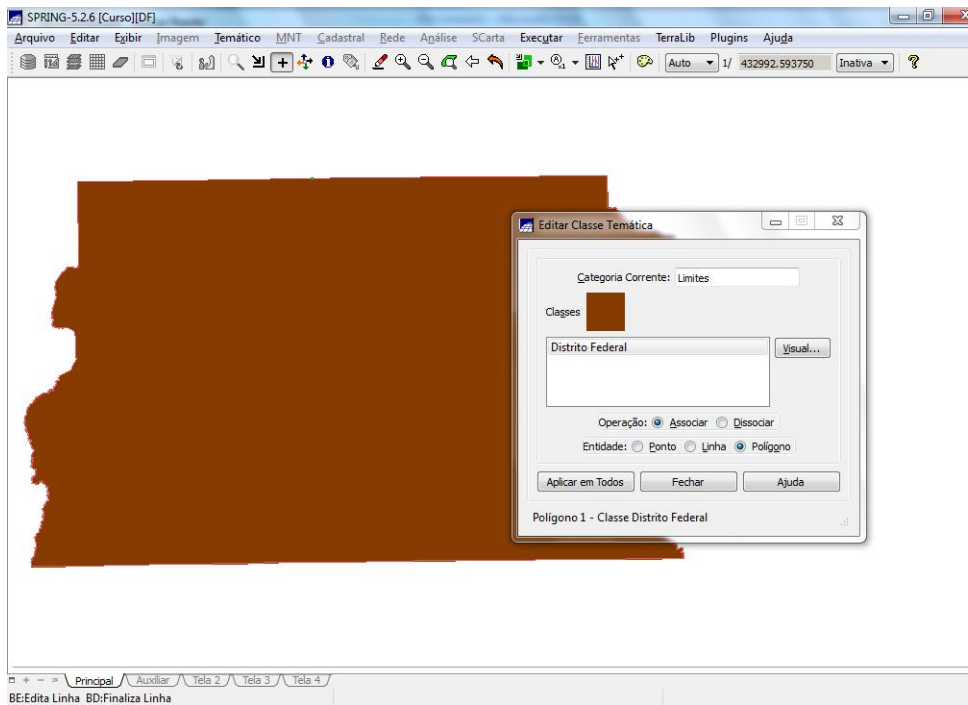 SPRING-5.2.6 [Curso][DF]
Arquivo Editar Exibir Imagem Temático MNT Cadastral Rede Análise SCarta Executar Ferramentas TerraLib Plugins Ajuda
Auto 1/ 432992.593750 Inativa
Editar Classe Temática
Categoria Corrente: Limites
Classes
Distrito Federal
Visual...
Operação: Associar Dissociar
Entidade: Ponto Linha Polígono
Aplicar em Todos Fechar Ajuda
Polígono 1 - Classe Distrito Federal
Principal Auxiliar Tela 2 Tela 3 Tela 4
BE:Edita Linha BD:Finaliza Linha